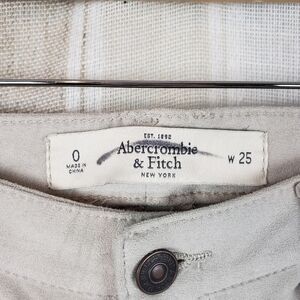 EST. 1892
0
Abercrombie
W 25
MADE IN
& Fitch
CHINA
NEW YORK